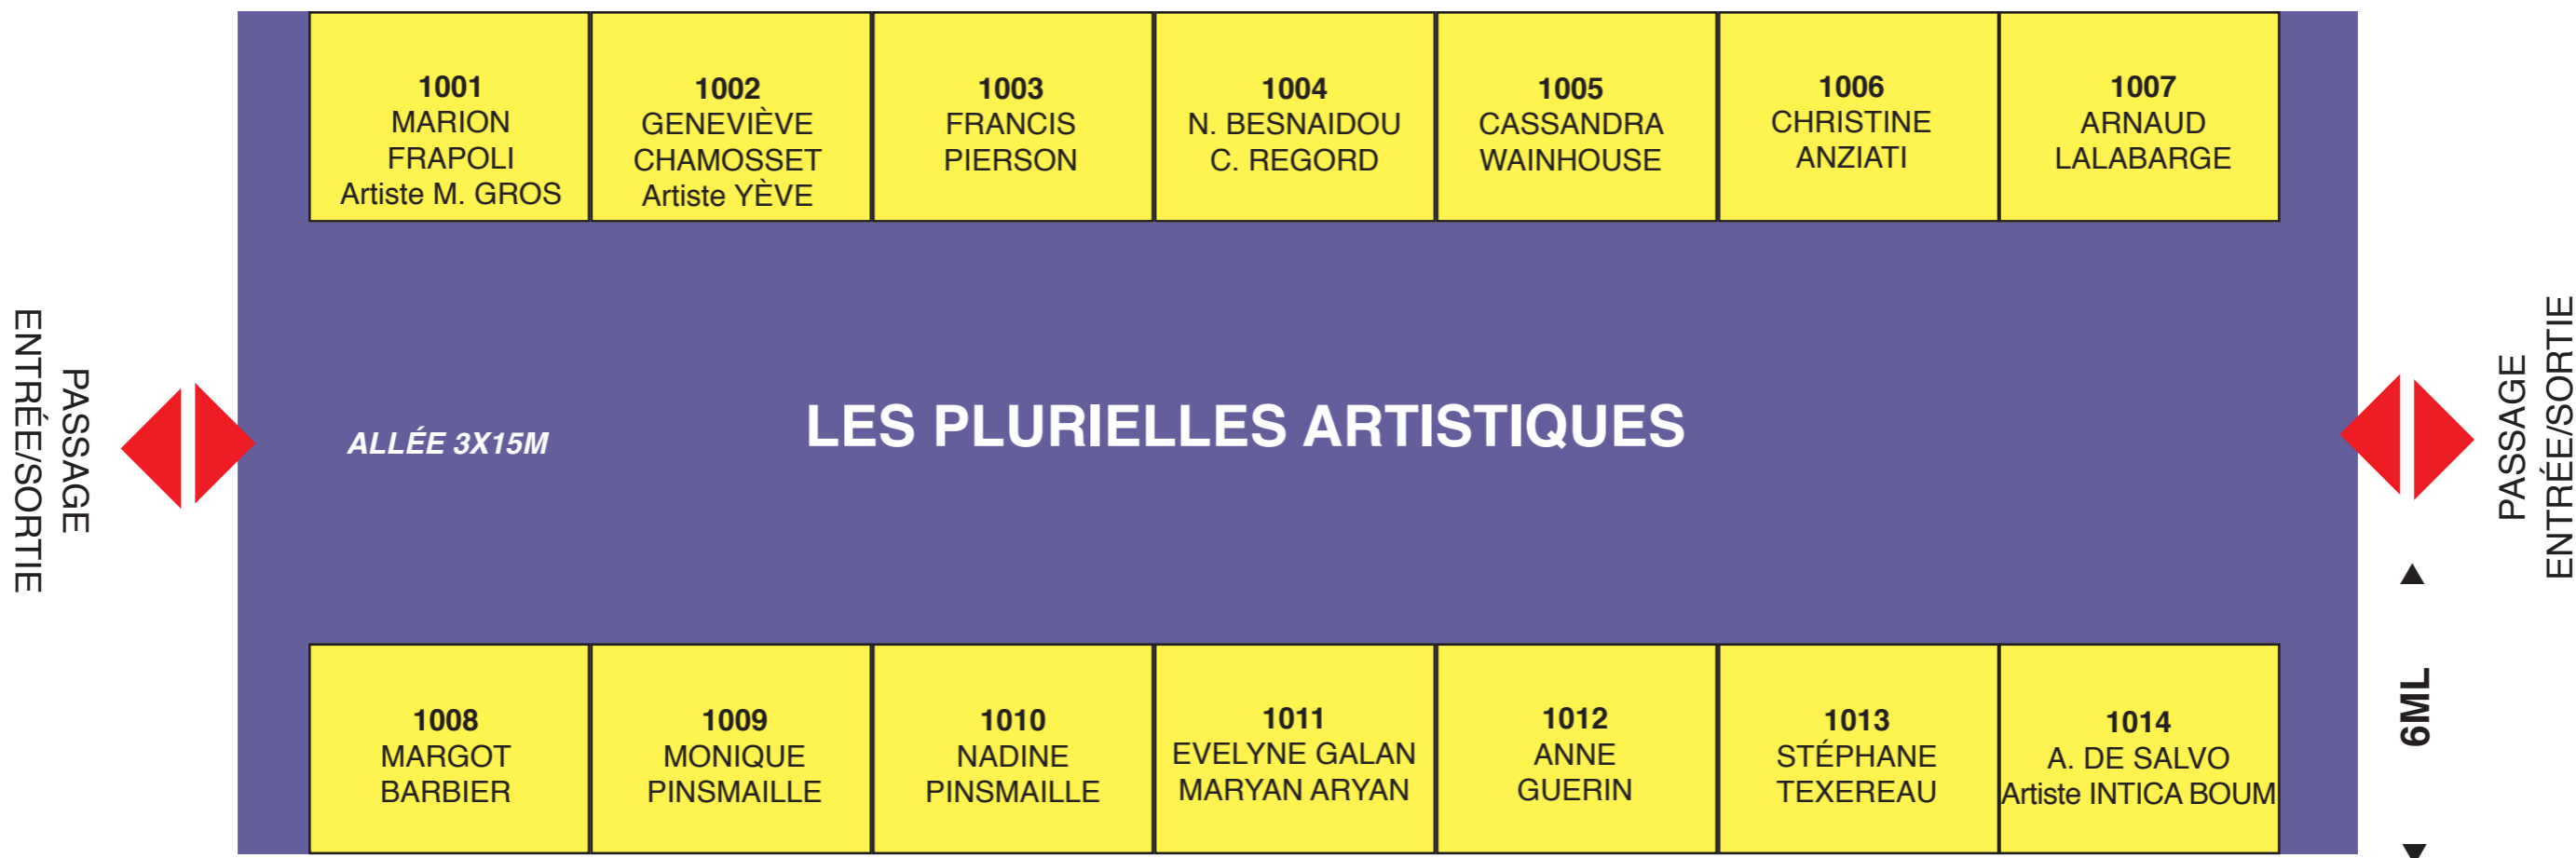 1001
MARION
FRAPOLI
Artiste M. GROS
1002
GENEVIÈVE
CHAMOSSET
Artiste YÈVE
1003
FRANCIS
PIERSON
1004
N. BESNAIDOU
C. REGORD
1005
CASSANDRA
WAINHOUSE
1006
CHRISTINE
ANZIATI
1007
ARNAUD
LALABARGE
PASSAGE
ENTRÉE/SORTIE
ALLÉE 3X15M
LES PLURIELLES ARTISTIQUES
PASSAGE
ENTRÉE/SORTIE
1008
MARGOT
BARBIER
1009
MONIQUE
PINSMAILLE
1010
NADINE
PINSMAILLE
1011
EVELYNE GALAN
MARYAN ARYAN
1012
ANNE
GUERIN
1013
STÉPHANE
TEXEREAU
1014
A. DE SALVO
Artiste INTICA BOUM
6ML